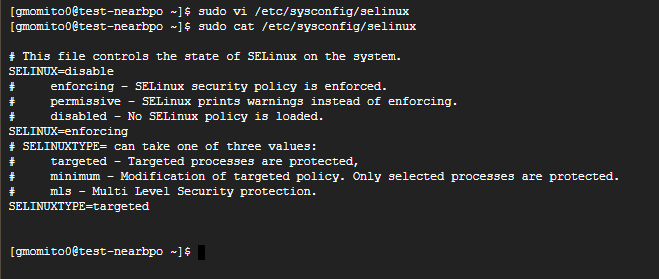 [gmomito0@test-nearbpo ~]$ sudo vi /etc/sysconfig/selinux
[gmomito0@test-nearbpo ~]$ sudo cat /etc/sysconfig/selinux
# This file controls the state of SELinux on the system.
SELINUX=disable
#     enforcing - SELinux security policy is enforced.
#     permissive - SELinux prints warnings instead of enforcing.
#     disabled - No SELinux policy is loaded.
SELINUX=enforcing
# SELINUXTYPE= can take one of three values:
#     targeted - Targeted processes are protected,
#     minimum - Modification of targeted policy. Only selected processes are protected.
#     mls - Multi Level Security protection.
SELINUXTYPE=targeted
[gmomito0@test-nearbpo ~]$